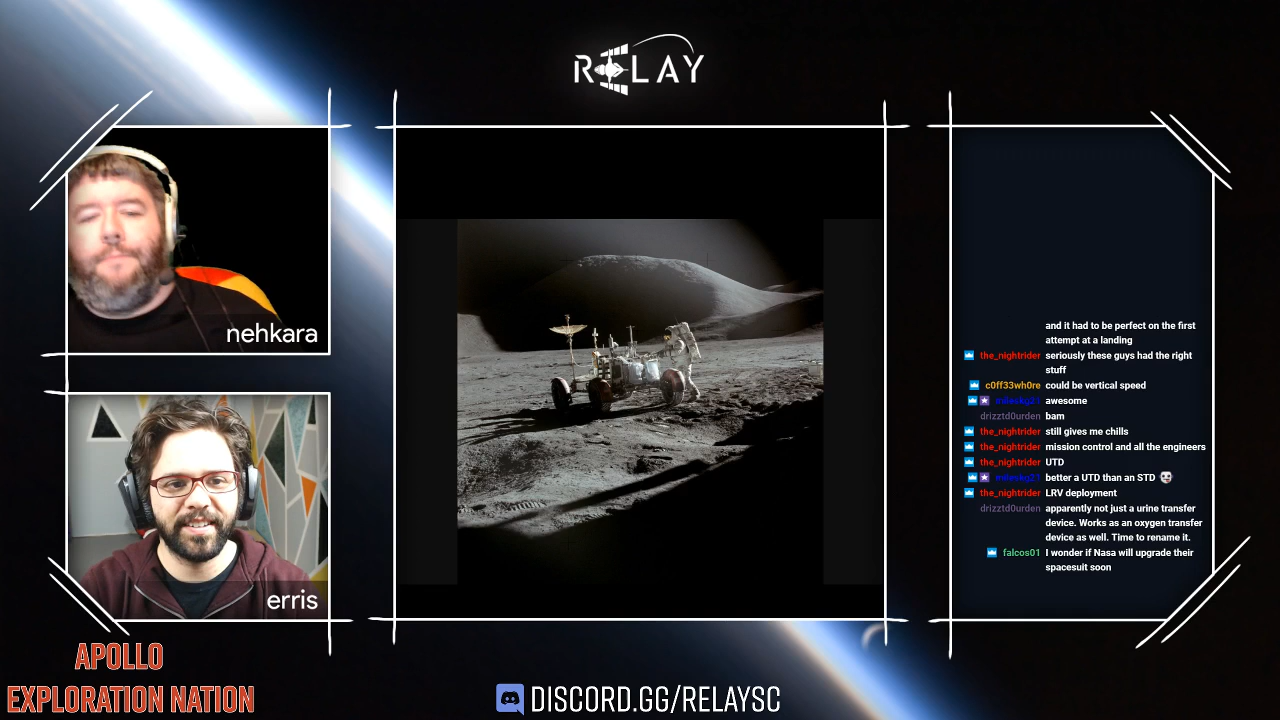 RELAY
nehkara
erris
and it had to be perfect on the first
attempt at a landing
the_nightrider seriously these guys had the right
stuff
c0ff33wh0re could be vertical speed
awesome
drizztd0urden bam
the_nightrider still gives me chills
the_nightrider mission control and all the engineers
the_nightrider UTD
better a UTD than an STD
the_nightrider LRV deployment
drizztd0urden apparently not just a urine transfer
device. Works as an oxygen transfer
device as well. Time to rename it.
falcos01 I wonder if Nasa will upgrade their
spacesuit soon
APOLLO
EXPLORATION NATION
DISCORD.GG/RELAYSC